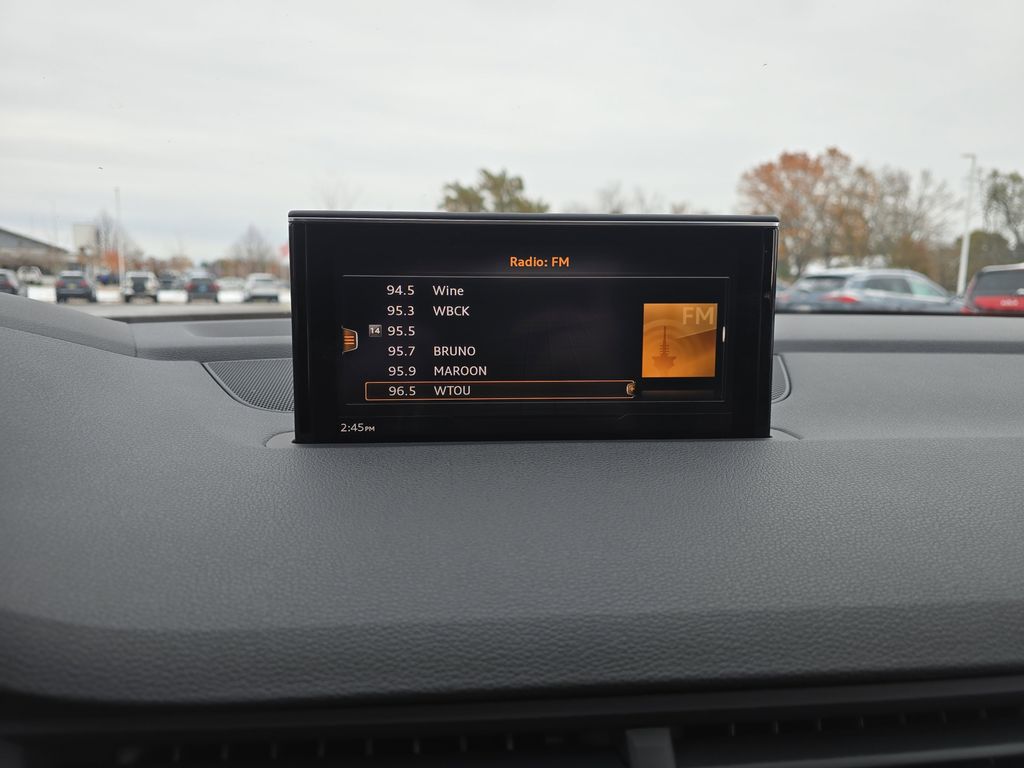 Radio: FM
94.5 Wine
95.3 WBCK
14 95.5
95.7 BRUNO
95.9 MAROON
96.5 WTOU
FM
2:45PM